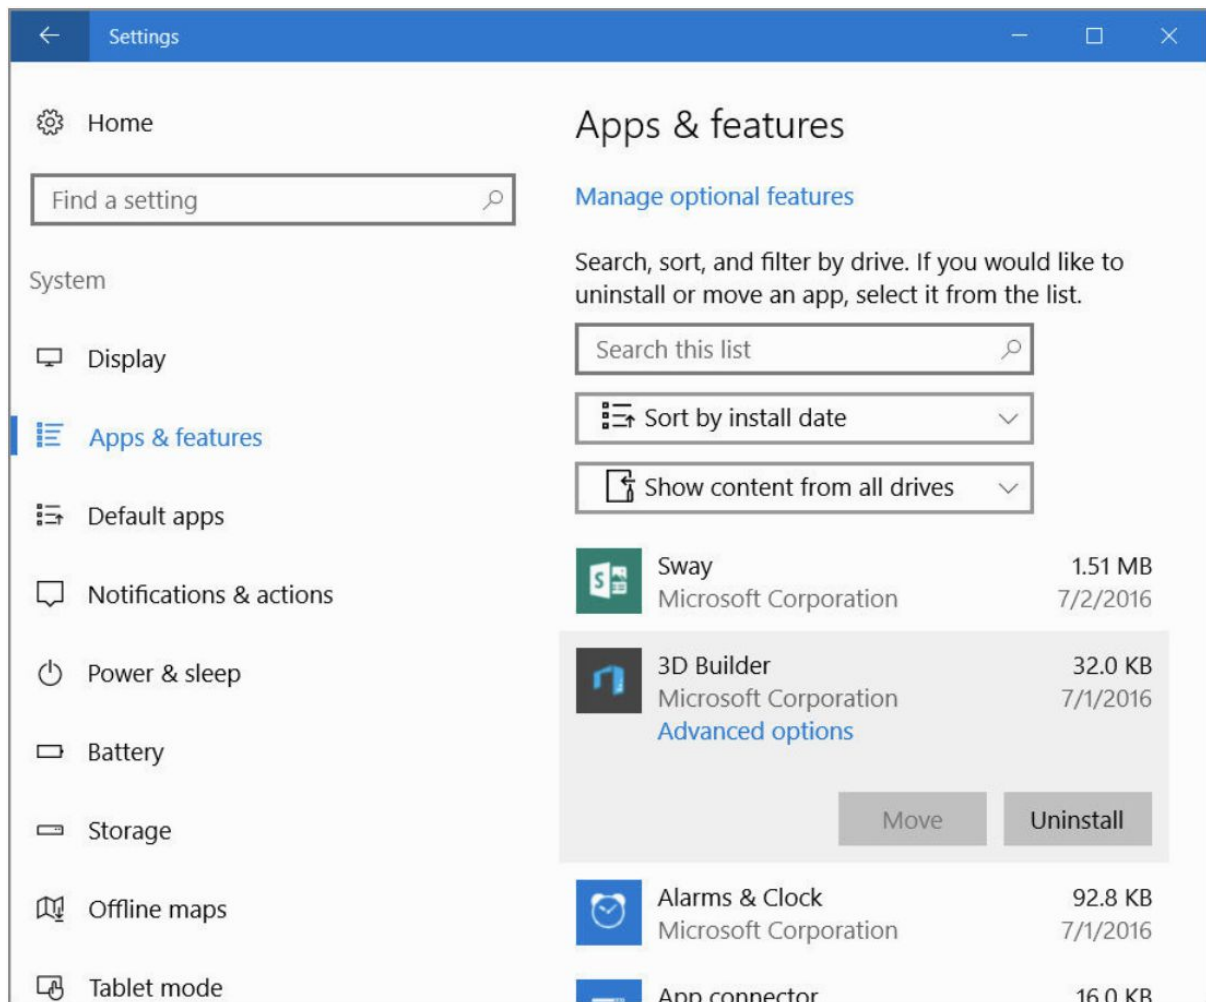 Settings
Home
Find a setting
System
Display
Apps & features
Default apps
Notifications & actions
Power & sleep
Battery
Storage
Offline maps
Tablet mode
Apps & features
Manage optional features
Search, sort, and filter by drive. If you would like to
uninstall or move an app, select it from the list.
Search this list
Sort by install date
Show content from all drives
Sway 1.51 MB
Microsoft Corporation 7/2/2016
3D Builder 32.0 KB
Microsoft Corporation 7/1/2016
Advanced options
Move Uninstall
Alarms & Clock 92.8 KB
Microsoft Corporation 7/1/2016
App connector 16.0 KB